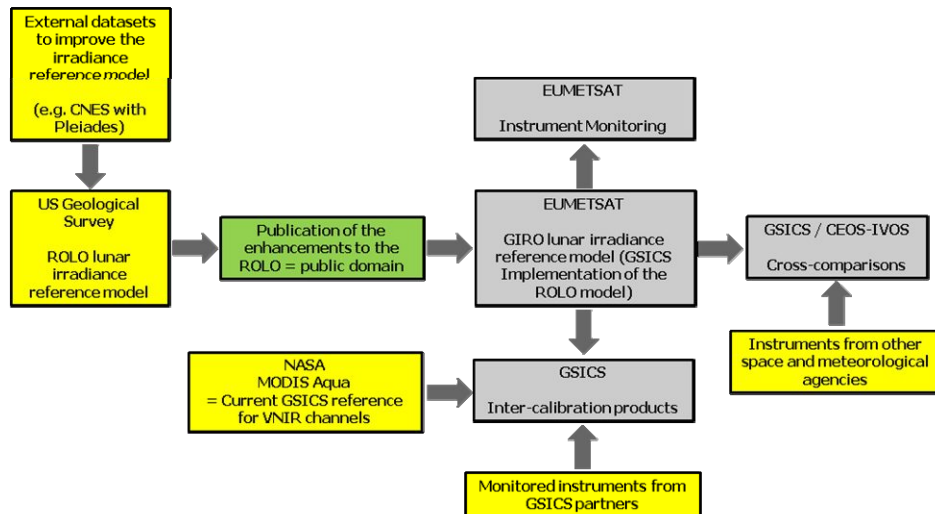 External datasets
to improve the
irradiance
reference model
(e.g. CNES with
Pleiades)
EUMETSAT
Instrument Monitoring
US Geological
Survey
ROLO lunar
irradiance
reference model
Publication of the
enhancements to the
ROLO = public domain
EUMETSAT
GIRO lunar irradiance
reference model (GSICS
Implementation of the
ROLO model)
GSICS / CEOS-IVOS
Cross-comparisons
Instruments from other
space and meteorological
agencies
NASA
MODIS Aqua
= Current GSICS reference
for VNIR channels
GSICS
Inter-calibration products
Monitored instruments from
GSICS partners